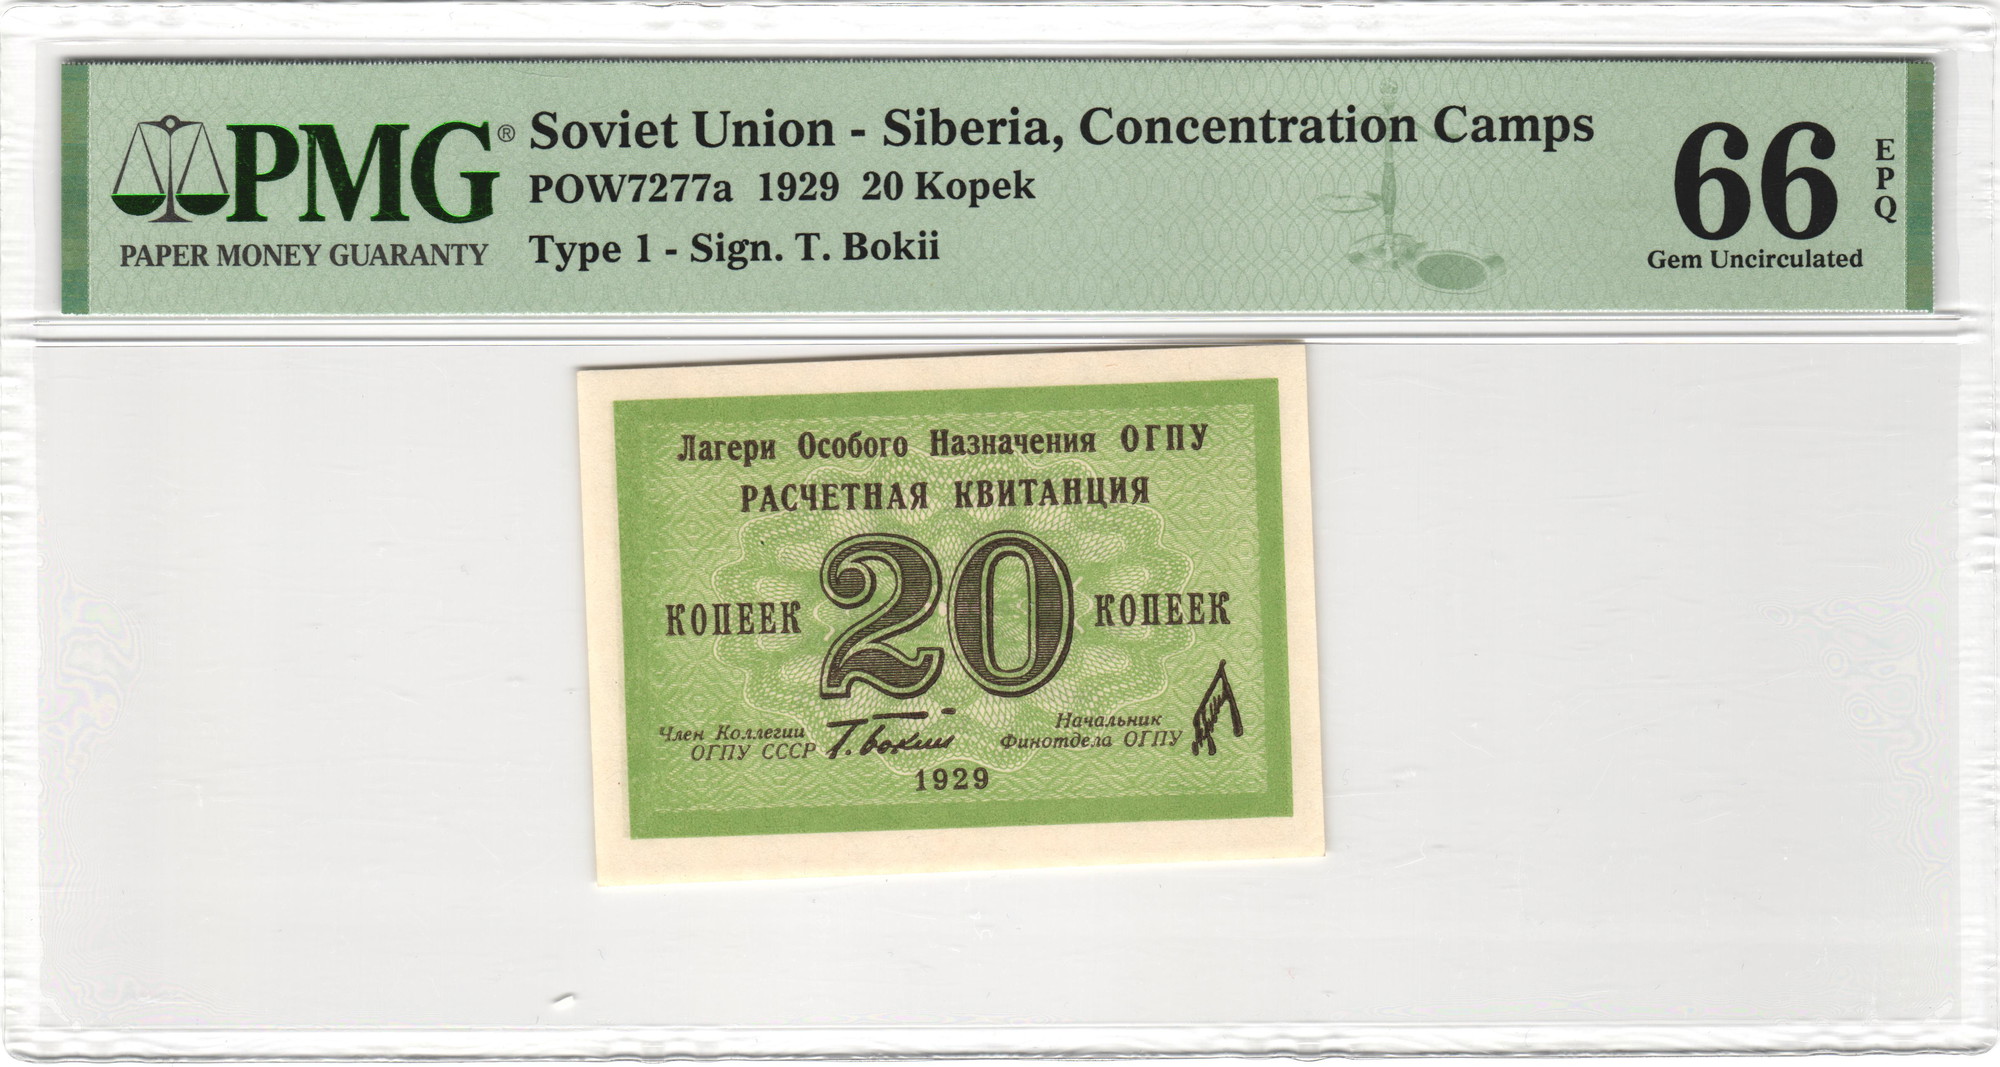 PMG®
PAPER MONEY GUARANTY
Soviet Union - Siberia, Concentration Camps
POW7277a 1929 20 Kopek
Type 1 - Sign. T. Bokii
66
EPQ
Gem Uncirculated
Лагери Особого Назначения ОГПУ
РАСЧЕТНАЯ КВИТАНЦИЯ
КОПЕЕК 20 КОПЕЕК
Член Коллегии
ОГПУ СССР
Г. Бокий
Начальник
Финотдела ОГПУ
1929